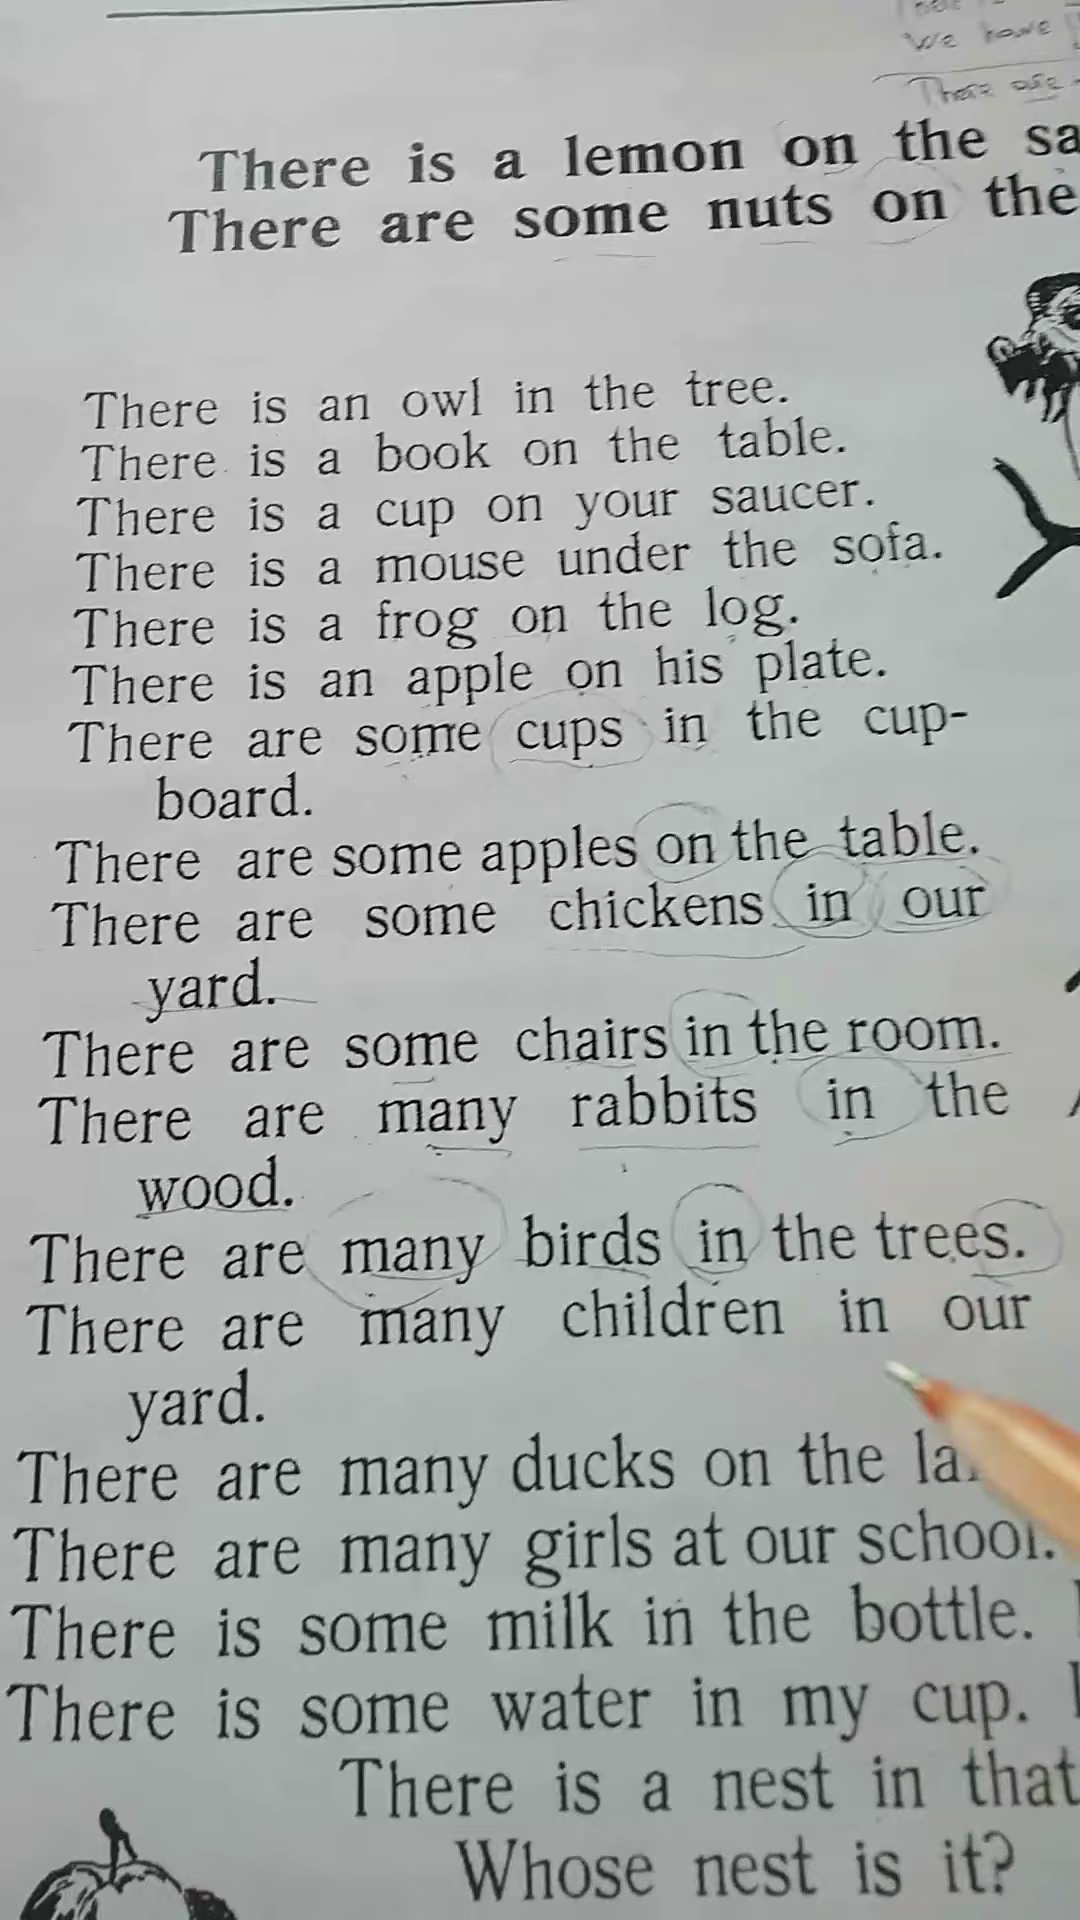 We have
There are
There is a lemon on the
There are some nuts on the
There is an owl in the tree.
There is a book on the table.
There is a cup on your saucer.
There is a mouse under the sofa.
There is a frog on the log.
There is an apple on his plate.
There are some cups in the cup-
board.
There are some apples on the table.
There are some chickens in our
yard.
There are some chairs in the room.
There are many rabbits in the
wood.
There are many birds in the trees.
There are many children in our
yard.
There are many ducks on the
There are many girls at our school.
There is some milk in the bottle.
There is some water in my cup.
There is a nest in that
Whose nest is it?